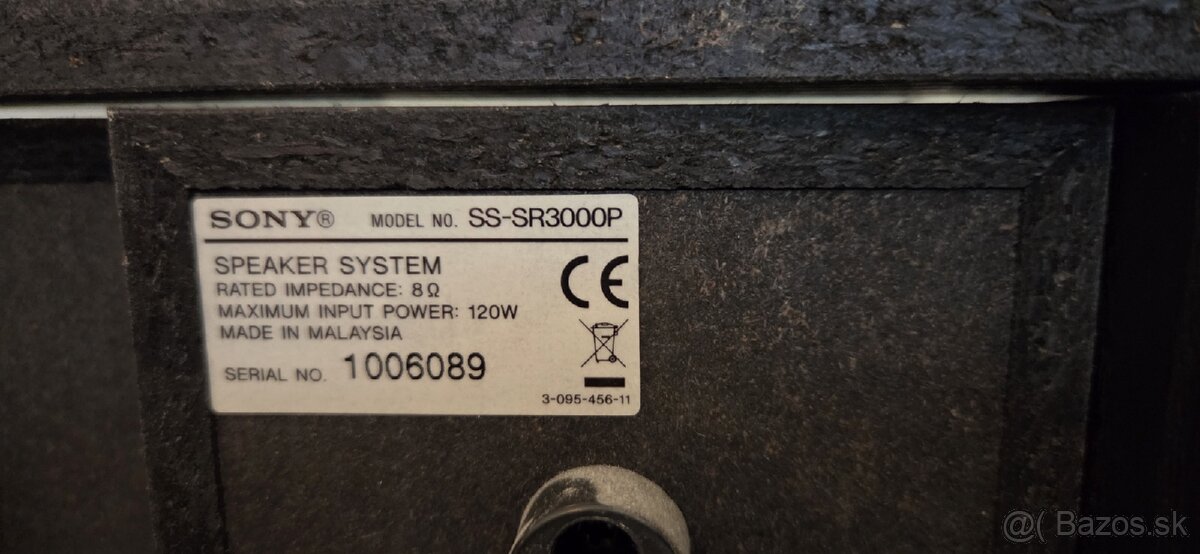 SONY® MODEL NO. SS-SR3000P
SPEAKER SYSTEM
RATED IMPEDANCE: 8Ω
MAXIMUM INPUT POWER: 120W
MADE IN MALAYSIA
SERIAL NO. 1006089
CE
3-095-456-11
@( Bazos.sk